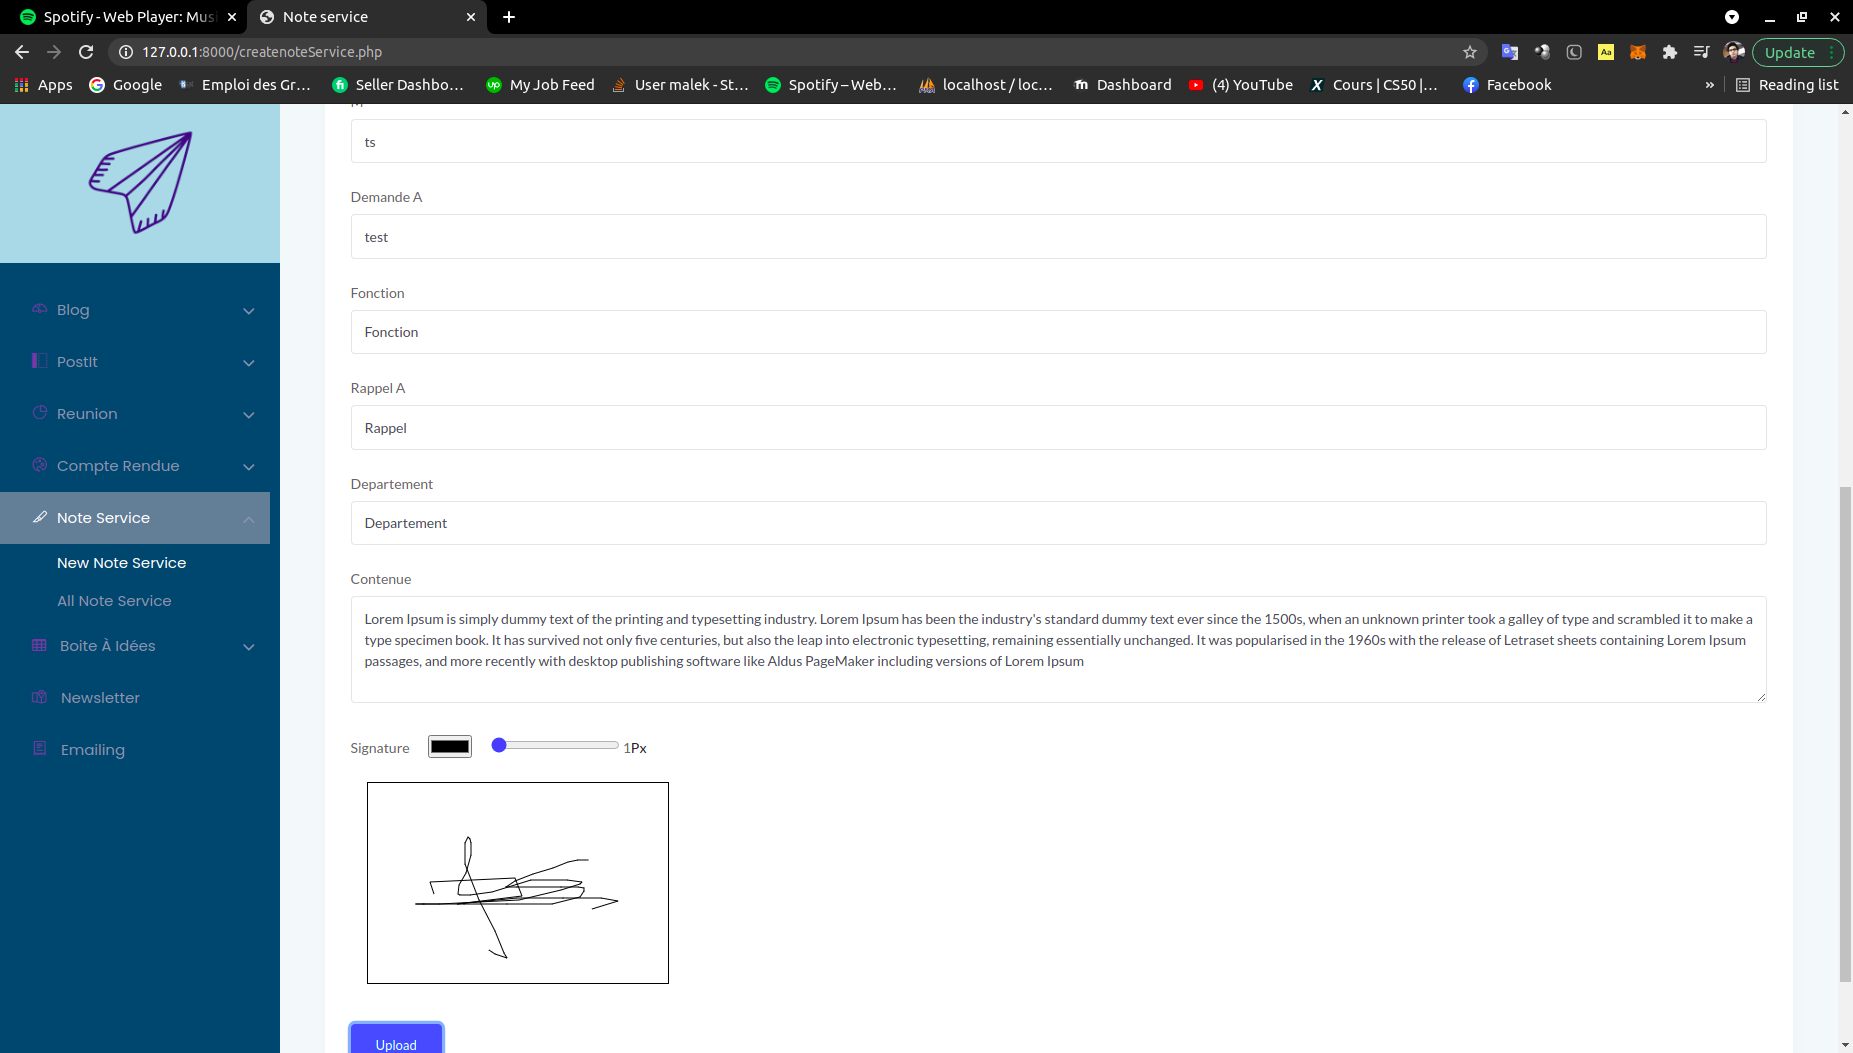 Spotify - Web Player: Mus
Note service
127.0.0.1:8000/createnoteService.php
Update
Apps
Google
Emploi des Gr...
Seller Dashbo...
My Job Feed
User malek - St...
Spotify – Web...
localhost / loc...
Dashboard
(4) YouTube
Cours | CS50 |...
Facebook
»
Reading list
ts
Demande A
test
Fonction
Fonction
Rappel A
Rappel
Departement
Departement
Contenue
Lorem Ipsum is simply dummy text of the printing and typesetting industry. Lorem Ipsum has been the industry's standard dummy text ever since the 1500s, when an unknown printer took a galley of type and scrambled it to make a
type specimen book. It has survived not only five centuries, but also the leap into electronic typesetting, remaining essentially unchanged. It was popularised in the 1960s with the release of Letraset sheets containing Lorem Ipsum
passages, and more recently with desktop publishing software like Aldus PageMaker including versions of Lorem Ipsum
Signature
1Px
Upload
Blog
PostIt
Reunion
Compte Rendue
Note Service
New Note Service
All Note Service
Boite À Idées
Newsletter
Emailing